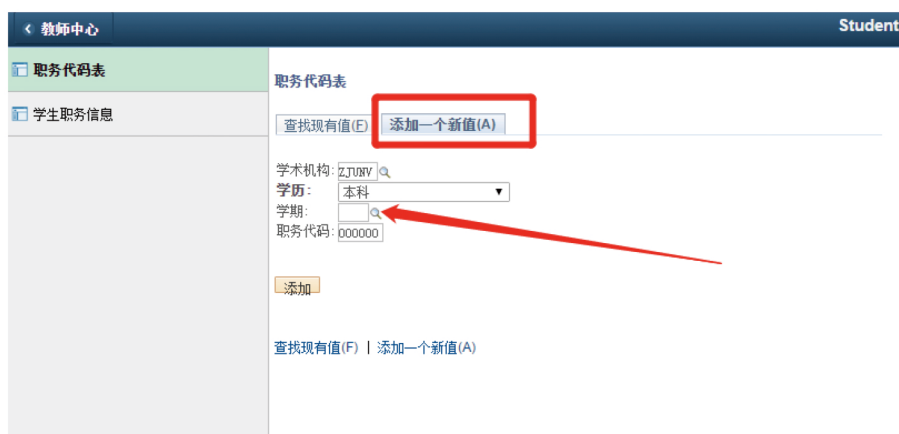 教师中心
Student
职务代码表
学生职务信息
职务代码表
查找现有值(F) 添加一个新值(A)
学术机构: ZJUNV
学历: 本科
学期:
职务代码: 000000
添加
查找现有值(F) | 添加一个新值(A)